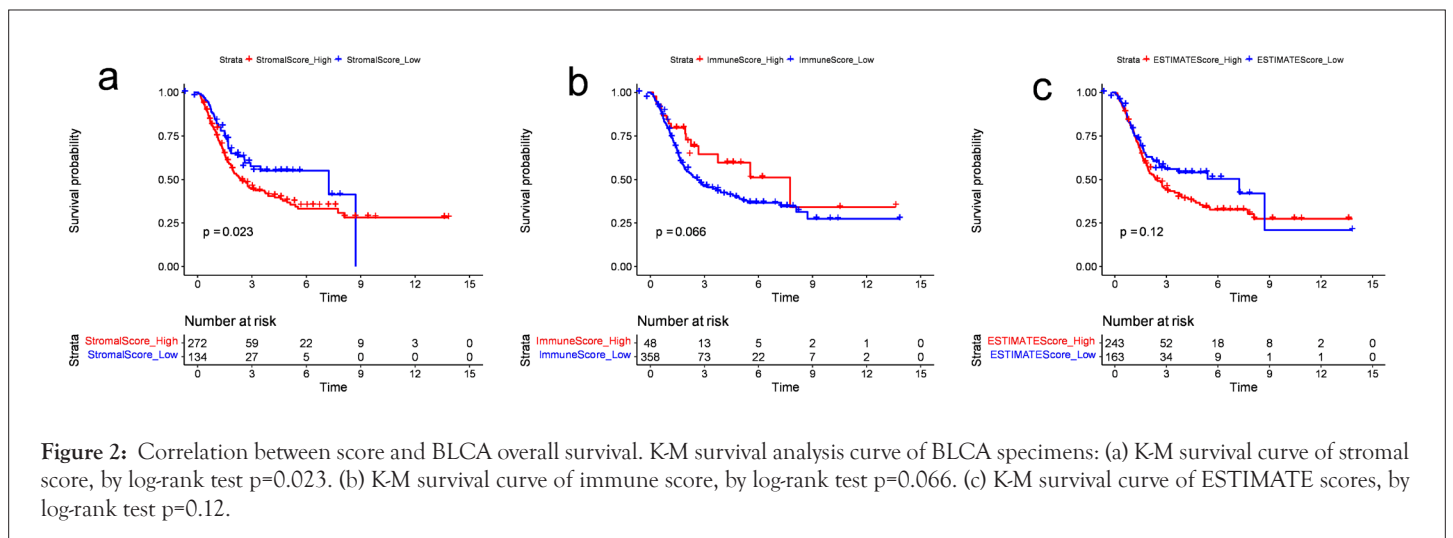 a
Strata StromalScore_High StromalScore_Low
Survival probability
1.00
0.75
0.50
0.25
0.00
p = 0.023
0 3 6 9 12 15
Time
Number at risk
Strata
StromalScore_High 272 59 22 9 3 0
StromalScore_Low 134 27 5 0 0 0
0 3 6 9 12 15
Time
b
Strata ImmuneScore_High ImmuneScore_Low
Survival probability
1.00
0.75
0.50
0.25
0.00
p = 0.066
0 3 6 9 12 15
Time
Number at risk
Strata
ImmuneScore_High 48 13 5 2 1 0
ImmuneScore_Low 358 73 22 7 2 0
0 3 6 9 12 15
Time
c
Strata ESTIMATEScore_High ESTIMATEScore_Low
Survival probability
1.00
0.75
0.50
0.25
0.00
p = 0.12
0 3 6 9 12 15
Time
Number at risk
Strata
ESTIMATEScore_High 243 52 18 8 2 0
ESTIMATEScore_Low 163 34 9 1 1 0
0 3 6 9 12 15
Time
Figure 2: Correlation between score and BLCA overall survival. K-M survival analysis curve of BLCA specimens: (a) K-M survival curve of stromal
score, by log-rank test p=0.023. (b) K-M survival curve of immune score, by log-rank test p=0.066. (c) K-M survival curve of ESTIMATE scores, by
log-rank test p=0.12.